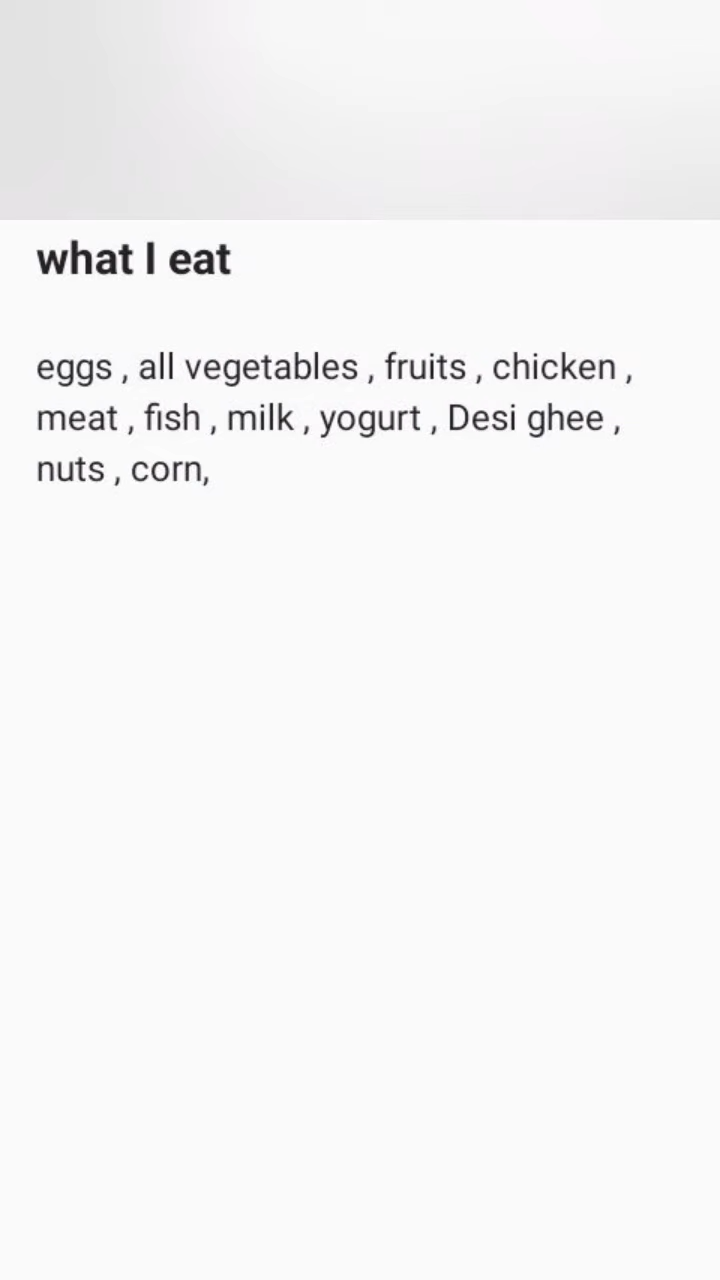 what I eat
eggs , all vegetables , fruits , chicken ,
meat , fish , milk , yogurt , Desi ghee ,
nuts , corn,